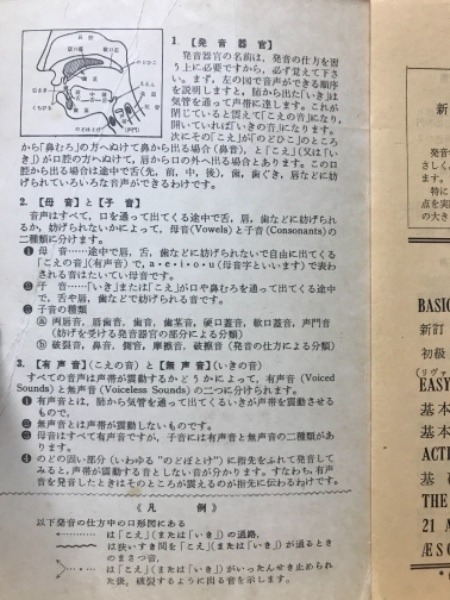 1. 【発 音 器 官】
発音器官の名前は，発音の仕方を習
う上に必要ですから，必ず覚えて下さ
い。まず，左の図で音声ができる順序
を説明しますと，肺から出た「いき」は
気管を通って声帯に達します。これが
閉じていると震えて「こえの音」になり，
開いていれば「いきの音」になります。
次にその「こえ」が「のどひこ」のところ
から「鼻むろ」の方へぬけて鼻から出る場合（鼻音），と「こえ」（又は「い
き」）が口腔の方へぬけて，唇から口の外へ出る場合とあります。この口
腔から出る場合は途中で舌（先，前，中，後），歯，歯ぐき，唇などに妨
げられていろいろな音声ができるわけです。
2. 【母 音】と【子 音】
音声はすべて，口を通って出てくる途中で舌，唇，歯などに妨げられ
るか，妨げられないかによって，母音(Vowels)と子音(Consonants)の
二種類に分けます。
❶ 母 音……途中で唇，舌，歯などに妨げられないで自由に出てくる
「こえの音」（有声音）で，a・e・i・o・u（母音字といいます）で表わ
される音はたいてい母音です。
❷ 子 音……「いき」または「こえ」が口や鼻むろを通って出てくる途中
で，舌や唇，歯などで妨げられる音です。
❸ 子音の種類
ⓐ 両唇音，唇歯音，歯音，歯茎音，硬口蓋音，軟口蓋音，声門音
（妨げを受ける発音器官の部分による分類）
ⓑ 破裂音，鼻音，側音，摩擦音，破擦音（発音の仕方による分類）
3. 【有 声 音】（こえの音）と【無 声 音】（いきの音）
すべての音声は声帯が震動するかどうかによって，有声音 (Voiced
Sounds)と無声音(Voiceless Sounds)の二つに分けられます。
❶ 有声音とは，肺から気管を通って出てくるいきが声帯を震動させる
もので，
❷ 無声音とは声帯が震動しないものです。
❸ 母音はすべて有声音ですが，子音には有声音と無声音の二種類があ
ります。
❹ のどの固い部分（いわゆる"のどぼとけ"）に指先をふれて発音して
みると，声帯が震動する音としない音が分かります。すなわち，有声
音を発音したときはそのところが震えるのが指先に伝わるわけです。
《凡 例》
以下発音の仕方中の口形図にある
は「こえ」（または「いき」）の通路，
は狭いすき間を「こえ」（または「いき」）が通るとき
のまさつ音，
は「こえ」（または「いき」）がいったんせき止められ
た後，破裂するように出る音を示します。
新
発音
さしく
ます。
特に
点を実
の大き
BASIC
新訂
初級
EASY
基本
基本
ACTI
基 礎
THE
21 A
ÆSO